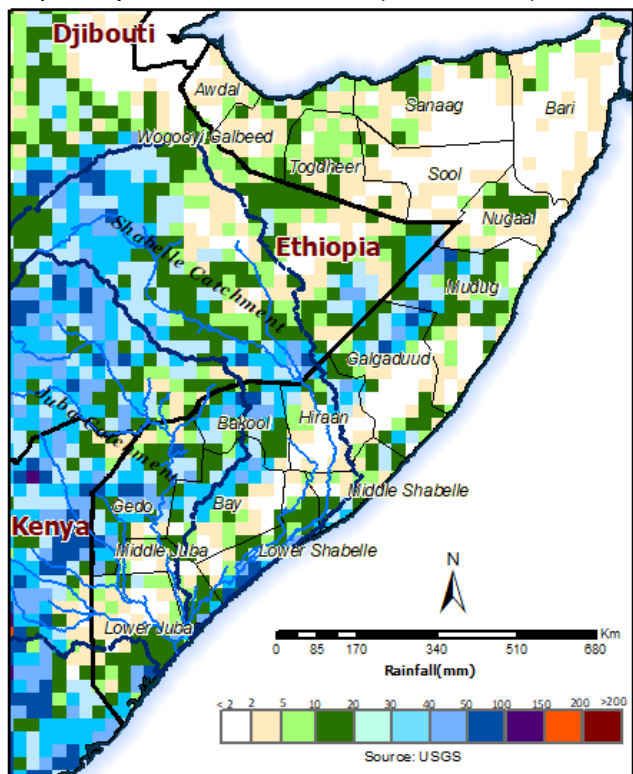 Djibouti
Awdal
Sanaag
Bari
Wogooyi Galbeed
Togdheer
Sool
Nugaal
Ethiopia
Shabelle Catchment
Mudug
Galgaduud
Juba Catchment
Bakool
Hiraan
Kenya
Gedo
Bay
Middle Shabelle
Middle Juba
Lower Shabelle
Lower Juba
N
Km
0 85 170 340 510 680
Rainfall(mm)
< 2 2 5 10 20 30 40 50 100 150 200 >200
Source: USGS